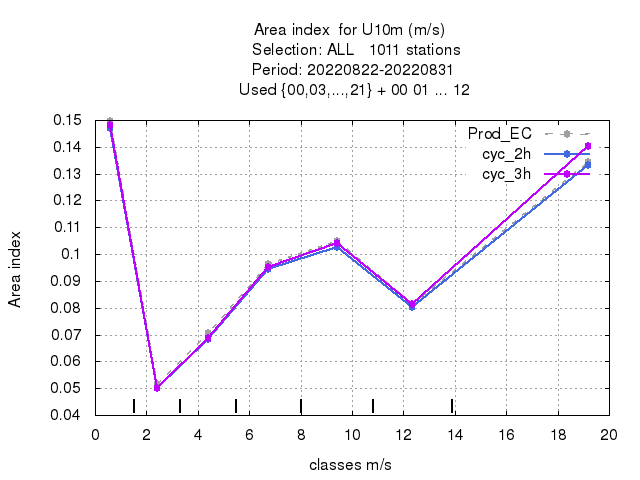 Area index  for U10m (m/s)
Selection: ALL   1011 stations
Period: 20220822-20220831
Used {00,03,...,21} + 00 01 ... 12
0.15
0.14
0.13
0.12
0.11
0.1
0.09
0.08
0.07
0.06
0.05
0.04
Prod_EC
cyc_2h
cyc_3h
Area index
0 2 4 6 8 10 12 14 16 18 20
classes m/s